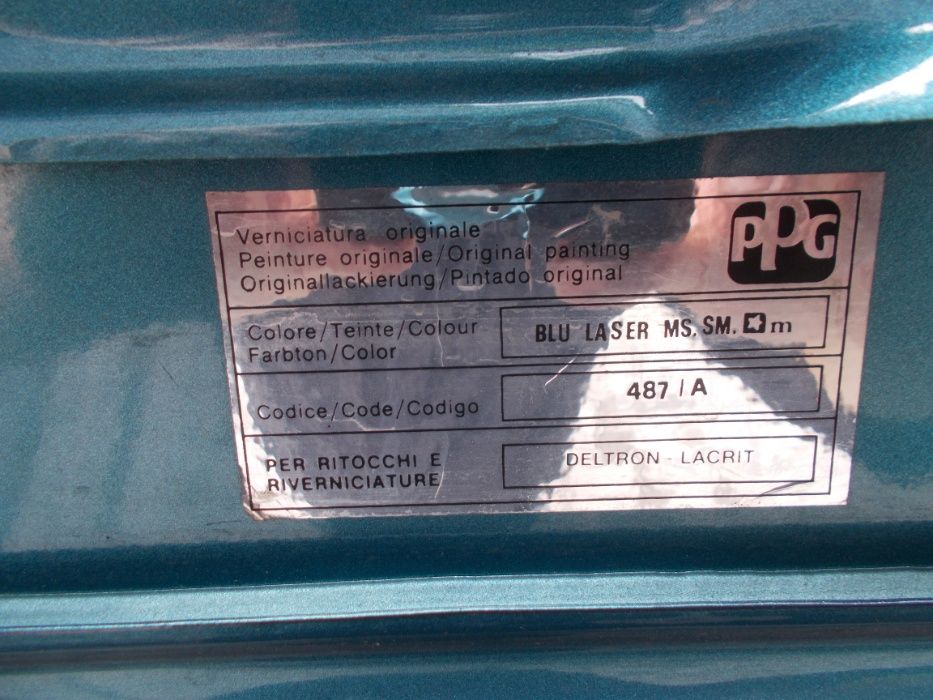 Verniciatura originale
Peinture originale/Original painting
Originallackierung/Pintado original
PPG
Colore/Teinte/Colour
Farbton/Color
BLU LASER MS. SM. m
Codice/Code/Codigo
487/A
PER RITOCCHI E
RIVERNICIATURE
DELTRON - LACRIT